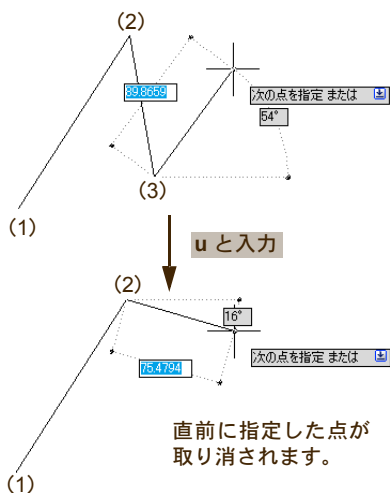 (2)
89.8659
次の点を指定 または
54°
(3)
(1)
u と入力
(2)
16°
次の点を指定 または
75.4794
直前に指定した点が
取り消されます。
(1)